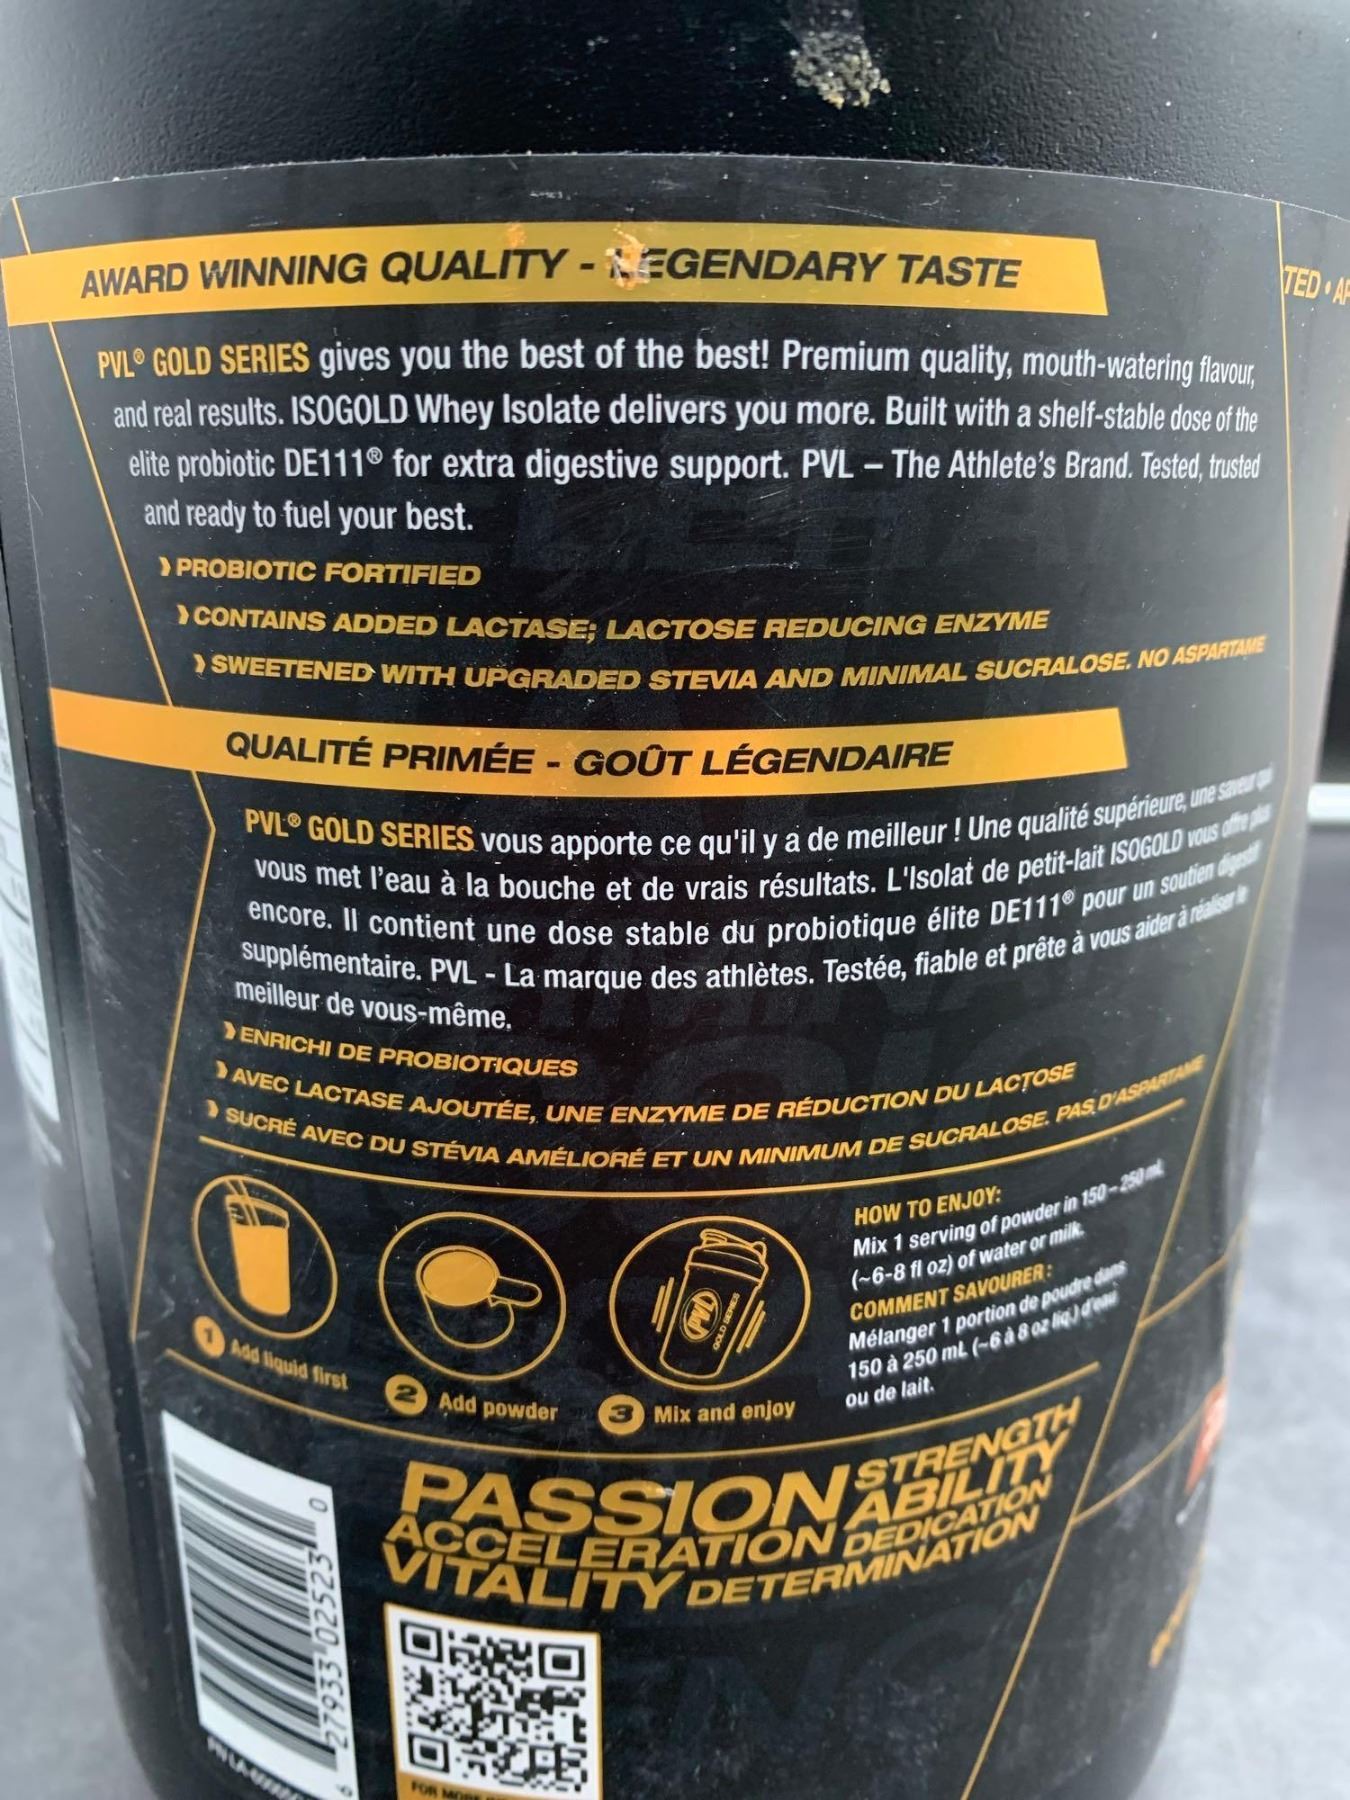 AWARD WINNING QUALITY - LEGENDARY TASTE
TED • AP
PVL® GOLD SERIES gives you the best of the best! Premium quality, mouth-watering flavour,
and real results. ISOGOLD Whey Isolate delivers you more. Built with a shelf-stable dose of the
elite probiotic DE111® for extra digestive support. PVL – The Athlete's Brand. Tested, trusted
and ready to fuel your best.
❱ PROBIOTIC FORTIFIED
❱ CONTAINS ADDED LACTASE; LACTOSE REDUCING ENZYME
❱ SWEETENED WITH UPGRADED STEVIA AND MINIMAL SUCRALOSE. NO ASPARTAME
QUALITÉ PRIMÉE - GOÛT LÉGENDAIRE
PVL® GOLD SERIES vous apporte ce qu'il y a de meilleur ! Une qualité supérieure, une saveur qui
vous met l'eau à la bouche et de vrais résultats. L'Isolat de petit-lait ISOGOLD vous offre plus
encore. Il contient une dose stable du probiotique élite DE111® pour un soutien digestif
supplémentaire. PVL - La marque des athlètes. Testée, fiable et prête à vous aider à réaliser le
meilleur de vous-même.
❱ ENRICHI DE PROBIOTIQUES
❱ AVEC LACTASE AJOUTÉE, UNE ENZYME DE RÉDUCTION DU LACTOSE
❱ SUCRÉ AVEC DU STÉVIA AMÉLIORÉ ET UN MINIMUM DE SUCRALOSE. PAS D'ASPARTAME
1 Add liquid first
2 Add powder
PVL GOLD SERIES
3 Mix and enjoy
HOW TO ENJOY:
Mix 1 serving of powder in 150 – 250 mL
(~6-8 fl oz) of water or milk.
COMMENT SAVOURER :
Mélanger 1 portion de poudre dans
150 à 250 mL (~6 à 8 oz liq.) d'eau
ou de lait.
PASSION STRENGTH
ABILITY
ACCELERATION DEDICATION
VITALITY DETERMINATION
6 27933 02523 0
FOR MORE